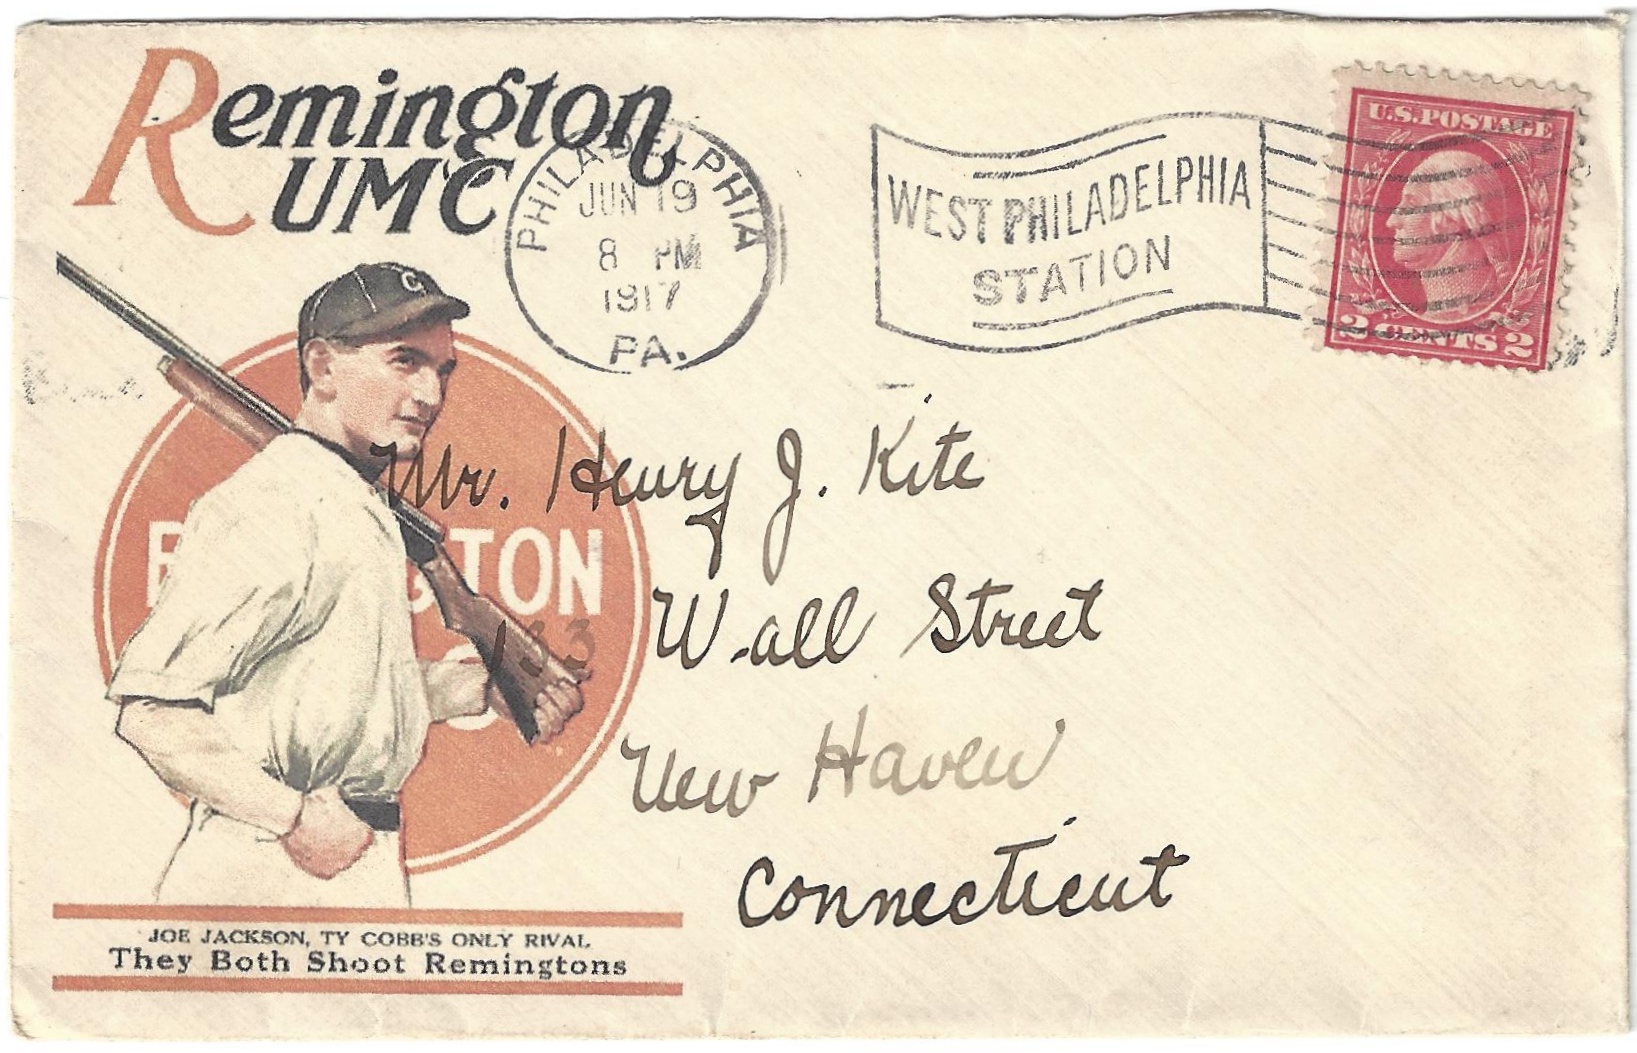 Remington
UMC
PHILADELPHIA
JUN 19
8 PM
1917
PA.
WEST PHILADELPHIA
STATION
U.S. POSTAGE
2 CENTS 2
C
Mr. Henry J. Kite
133 Wall Street
New Haven
Connecticut
JOE JACKSON, TY COBB'S ONLY RIVAL
They Both Shoot Remingtons